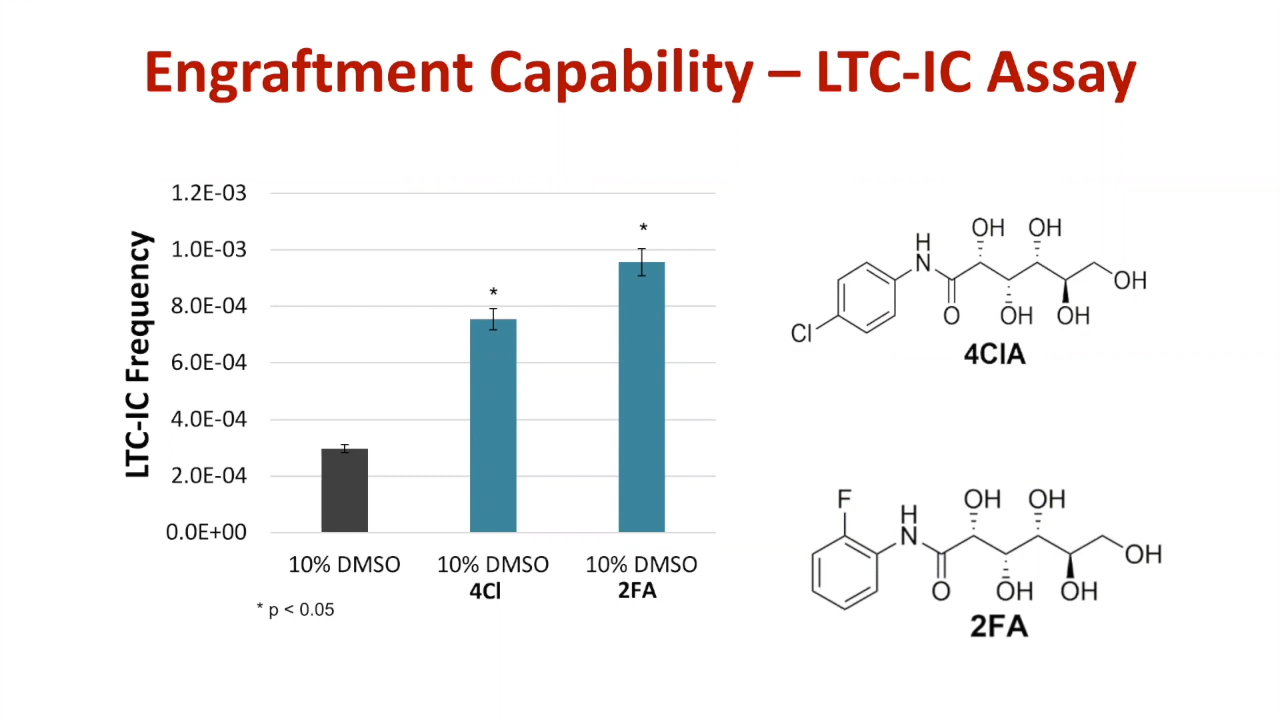 Engraftment Capability – LTC-IC Assay
LTC-IC Frequency
1.2E-03
1.0E-03
8.0E-04
6.0E-04
4.0E-04
2.0E-04
0.0E+00
*
*
10% DMSO
10% DMSO
4Cl
10% DMSO
2FA
* p < 0.05
OH OH
H
N
OH
O OH OH
Cl
4ClA
F OH OH
H
N
OH
O OH OH
2FA